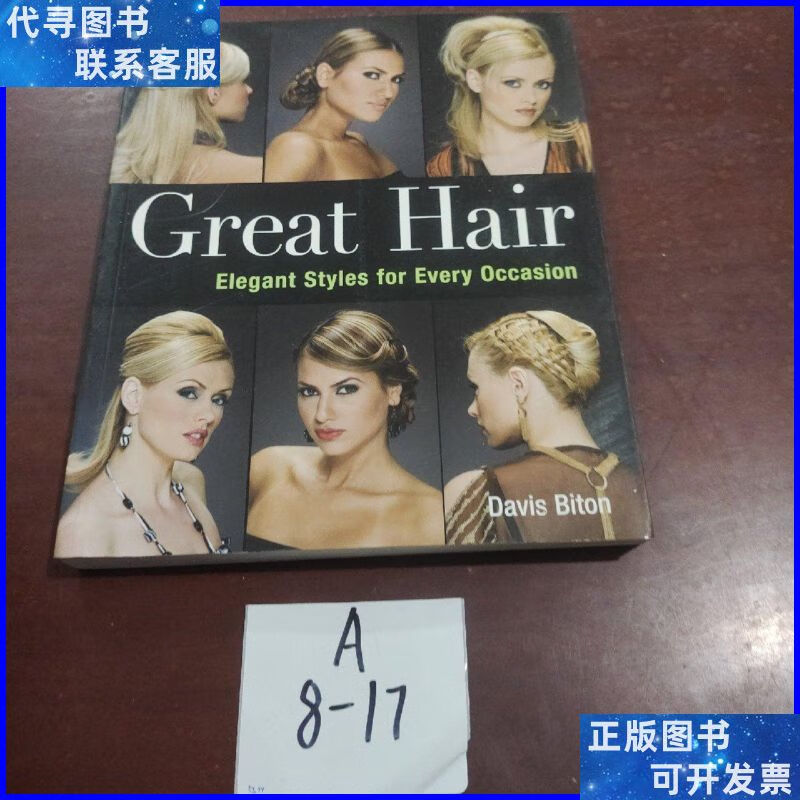 代寻图书
联系客服
Great Hair
Elegant Styles for Every Occasion
Davis Biton
A
8-17
正版图书
可开发票